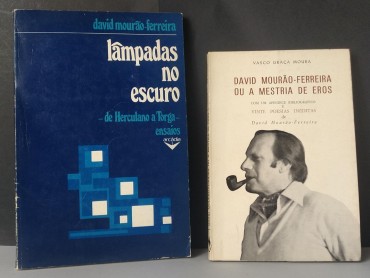 david mourão-ferreira
lâmpadas
no
escuro
-de Herculano a Torga-
ensaios
arcádia
VASCO GRAÇA MOURA
DAVID MOURÃO-FERREIRA
OU A MESTRIA DE EROS
David Mourão-Ferreira